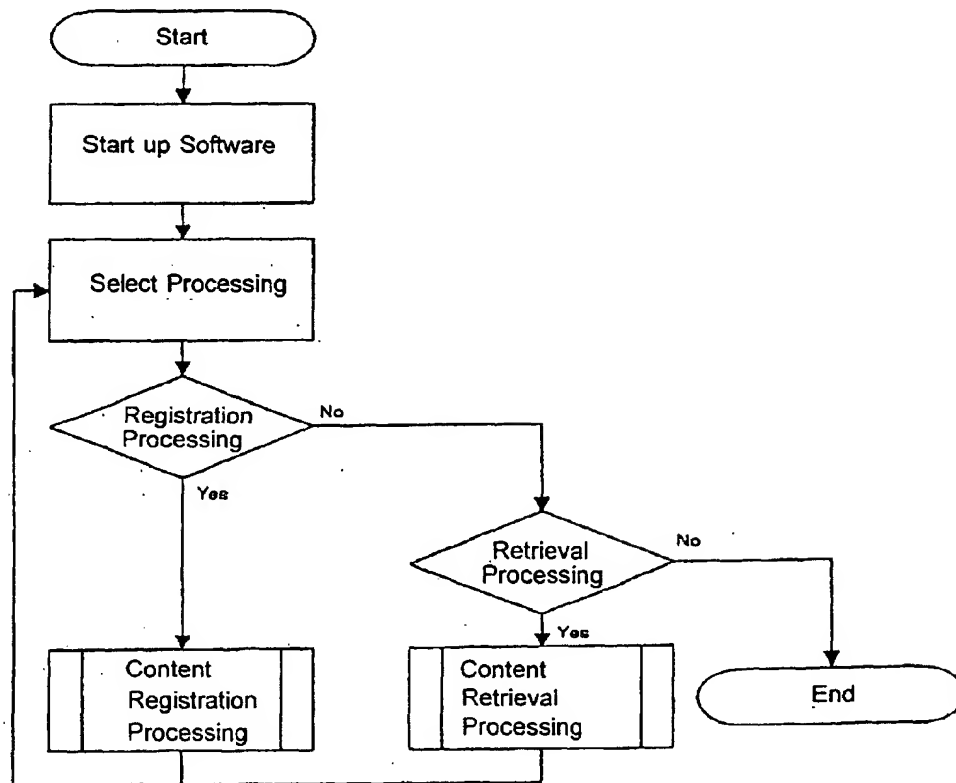 Start
Start up Software
Select Processing
Registration
Processing
No
Yes
Retrieval
Processing
No
Yes
Content
Registration
Processing
Content
Retrieval
Processing
End